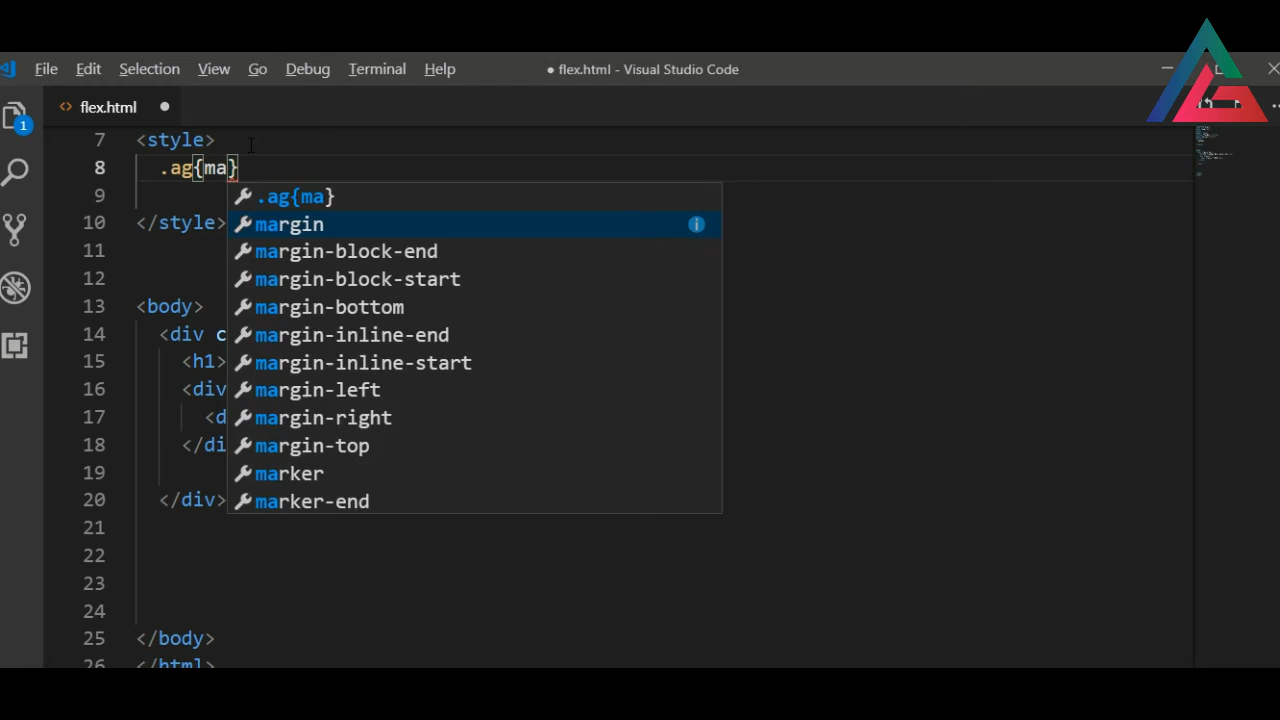 File Edit Selection View Go Debug Terminal Help ● flex.html - Visual Studio Code
<> flex.html ●
1
7 <style>
8 .ag{ma}
9
10 </style>
11
12
13 <body>
14 <div c
15 <h1>
16 <div
17 <d
18 </di
19
20 </div>
21
22
23
24
25 </body>
26 </html>
.ag{ma}
margin
margin-block-end
margin-block-start
margin-bottom
margin-inline-end
margin-inline-start
margin-left
margin-right
margin-top
marker
marker-end